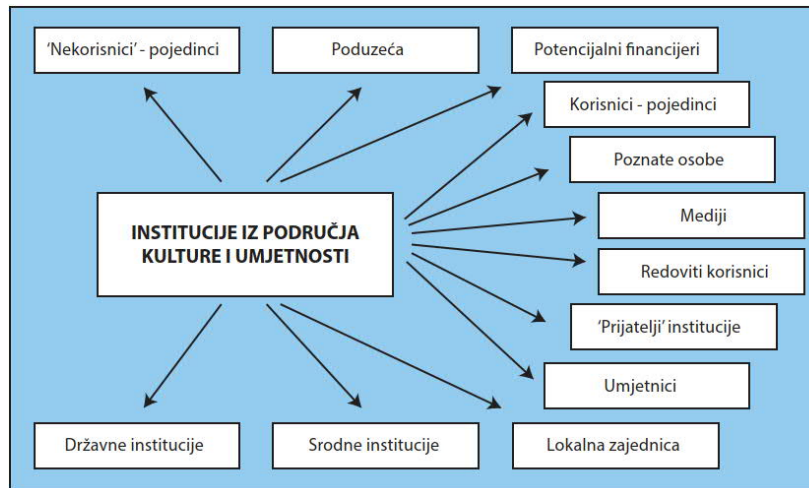 'Nekorisnici' - pojedinci
Poduzeća
Potencijalni financijeri
Korisnici - pojedinci
Poznate osobe
Mediji
INSTITUCIJE IZ PODRUČJA
KULTURE I UMJETNOSTI
Redoviti korisnici
'Prijatelji' institucije
Umjetnici
Državne institucije
Srodne institucije
Lokalna zajednica